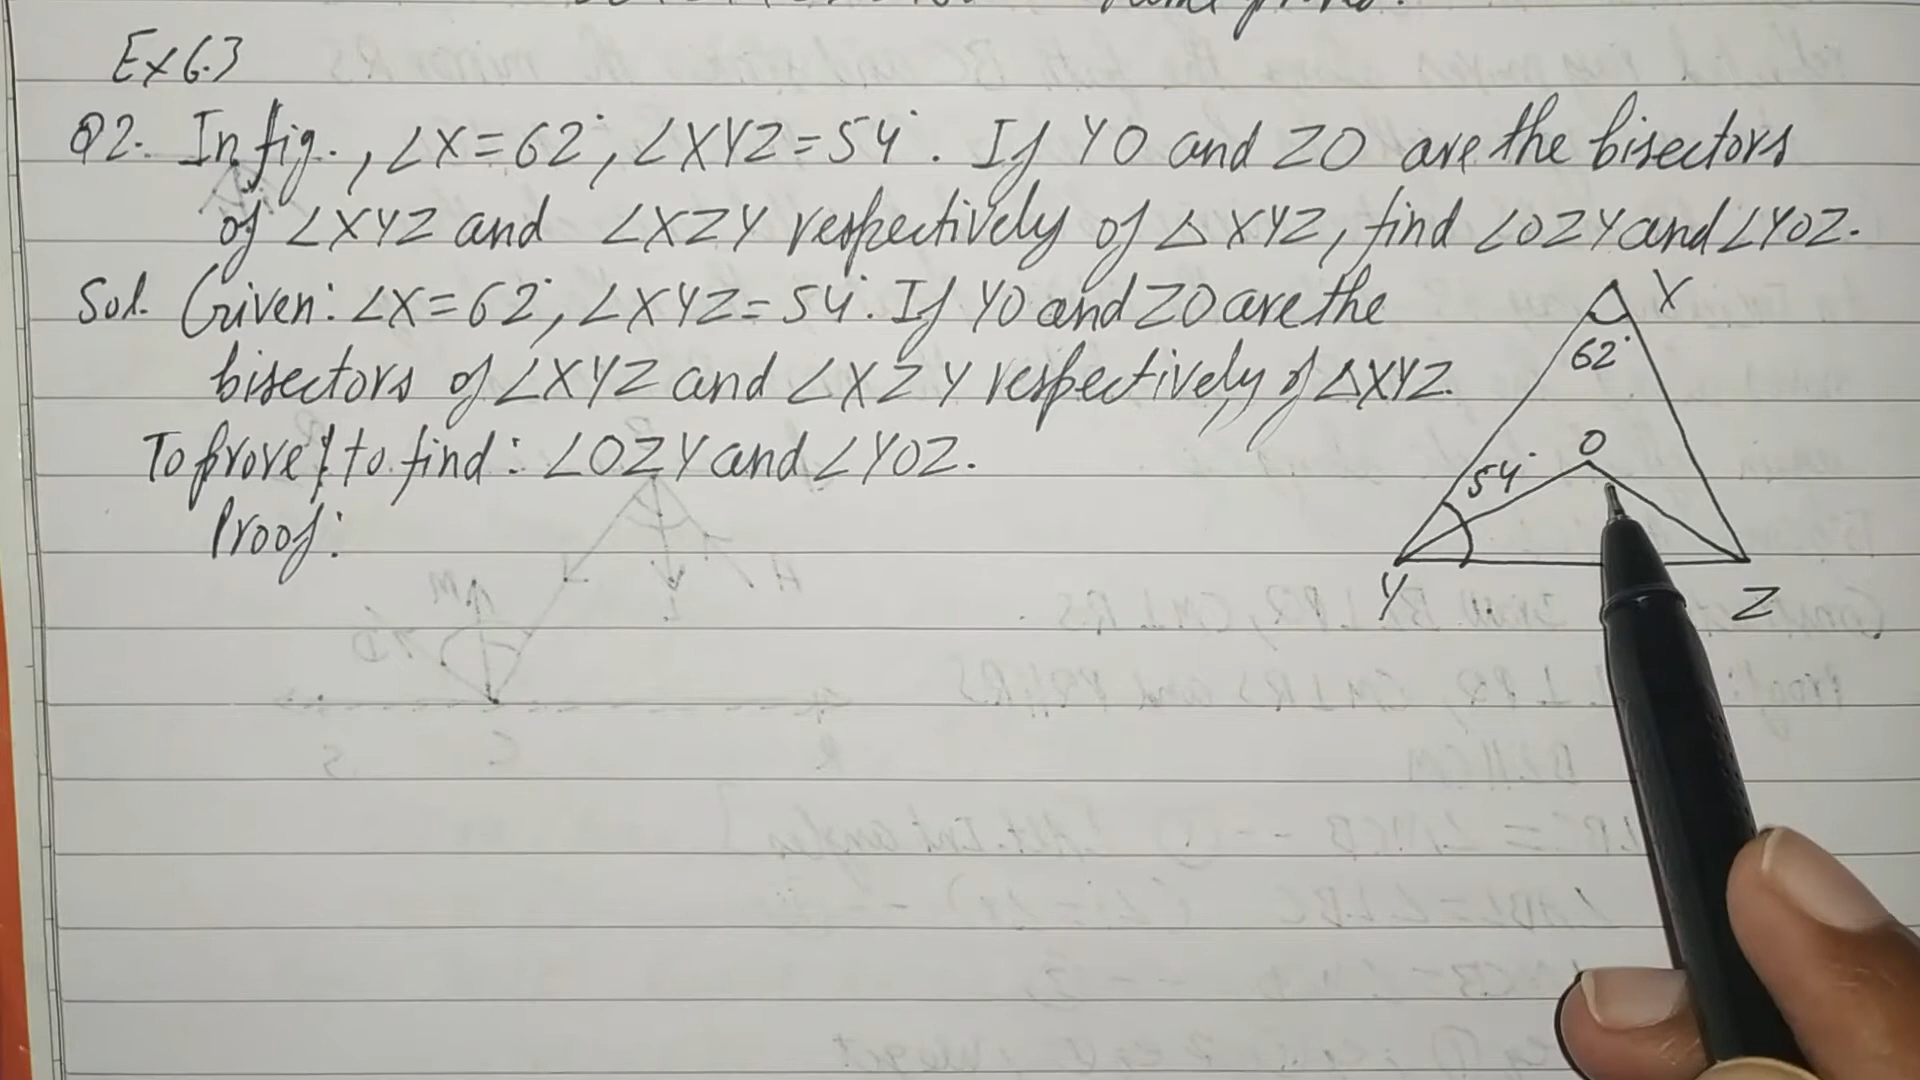 Ex 6.3
Q2. In fig., ∠X=62°, ∠XYZ=54°. If YO and ZO are the bisectors
of ∠XYZ and ∠XZY respectively of △XYZ, find ∠OZY and ∠YOZ.
Sol. Given: ∠X=62°, ∠XYZ=54°. If YO and ZO are the
bisectors of ∠XYZ and ∠XZY respectively of △XYZ.
To prove / to find: ∠OZY and ∠YOZ.
Proof:
X
62°
O
54°
Y
Z